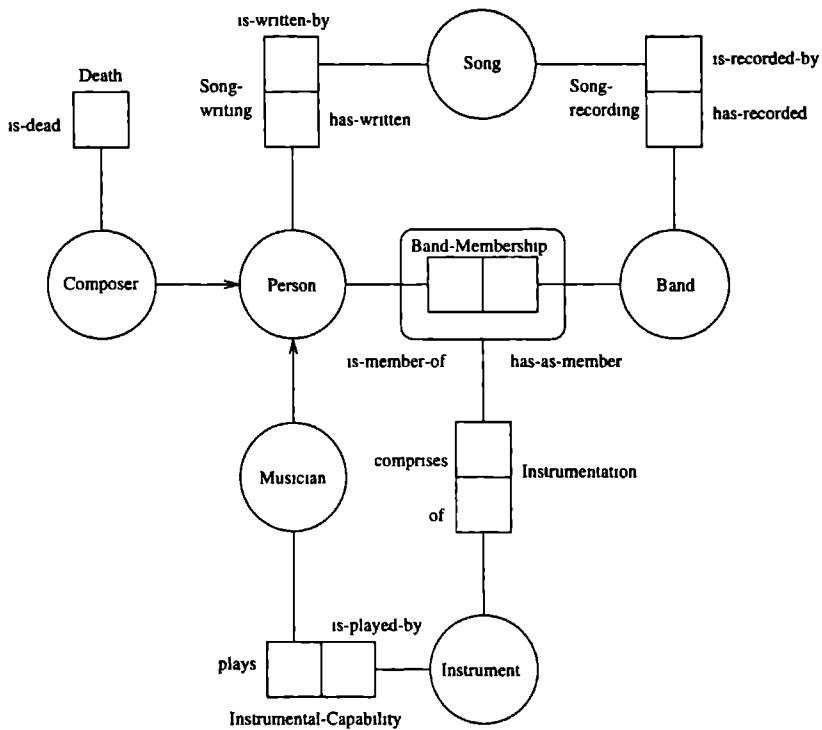 is-written-by
Song
Song-
writing
has-written
is-recorded-by
Song-
recording
has-recorded
Death
is-dead
Composer
Person
Band-Membership
Band
is-member-of
has-as-member
Musician
comprises
Instrumentation
of
is-played-by
plays
Instrument
Instrumental-Capability